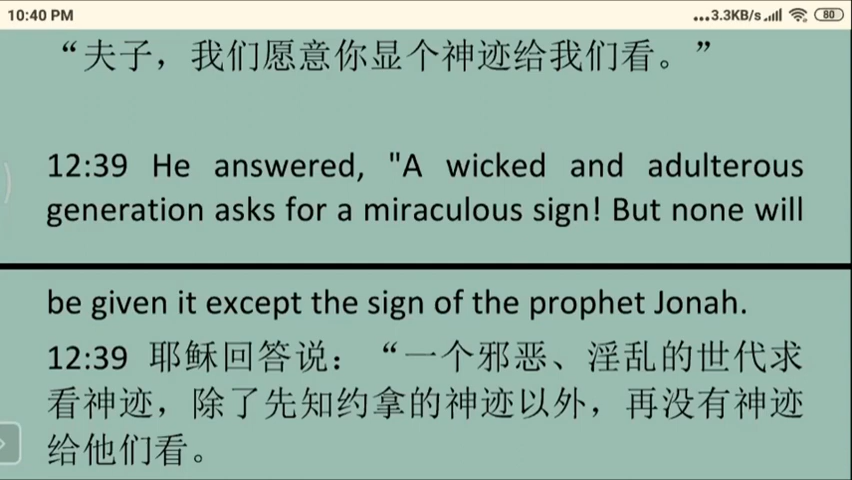 10:40 PM ...3.3KB/s 80
“夫子，我们愿意你显个神迹给我们看。”
12:39 He answered, "A wicked and adulterous
generation asks for a miraculous sign! But none will
be given it except the sign of the prophet Jonah.
12:39 耶稣回答说：“一个邪恶、淫乱的世代求
看神迹，除了先知约拿的神迹以外，再没有神迹
给他们看。